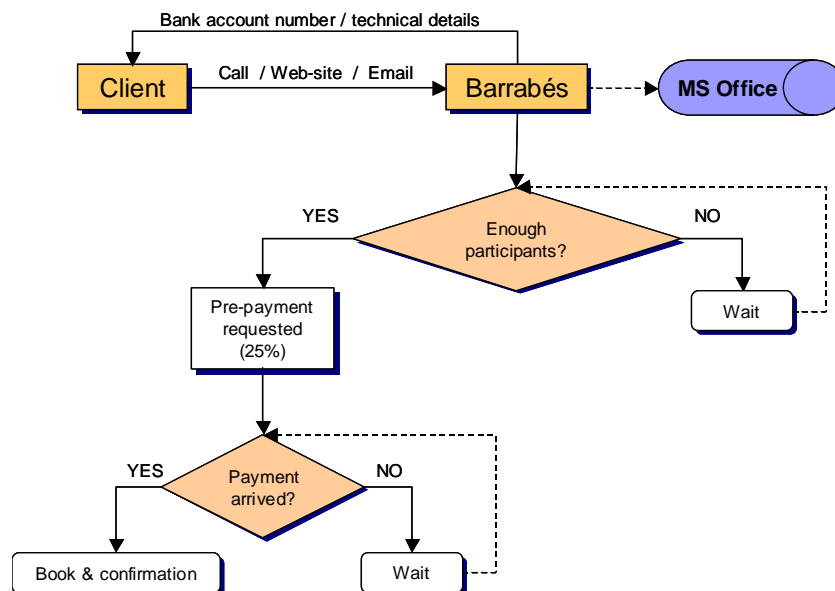 Bank account number / technical details
Client
Call / Web-site / Email
Barrabés
MS Office
YES
Enough
participants?
NO
Pre-payment
requested
(25%)
Wait
YES
Payment
arrived?
NO
Book & confirmation
Wait